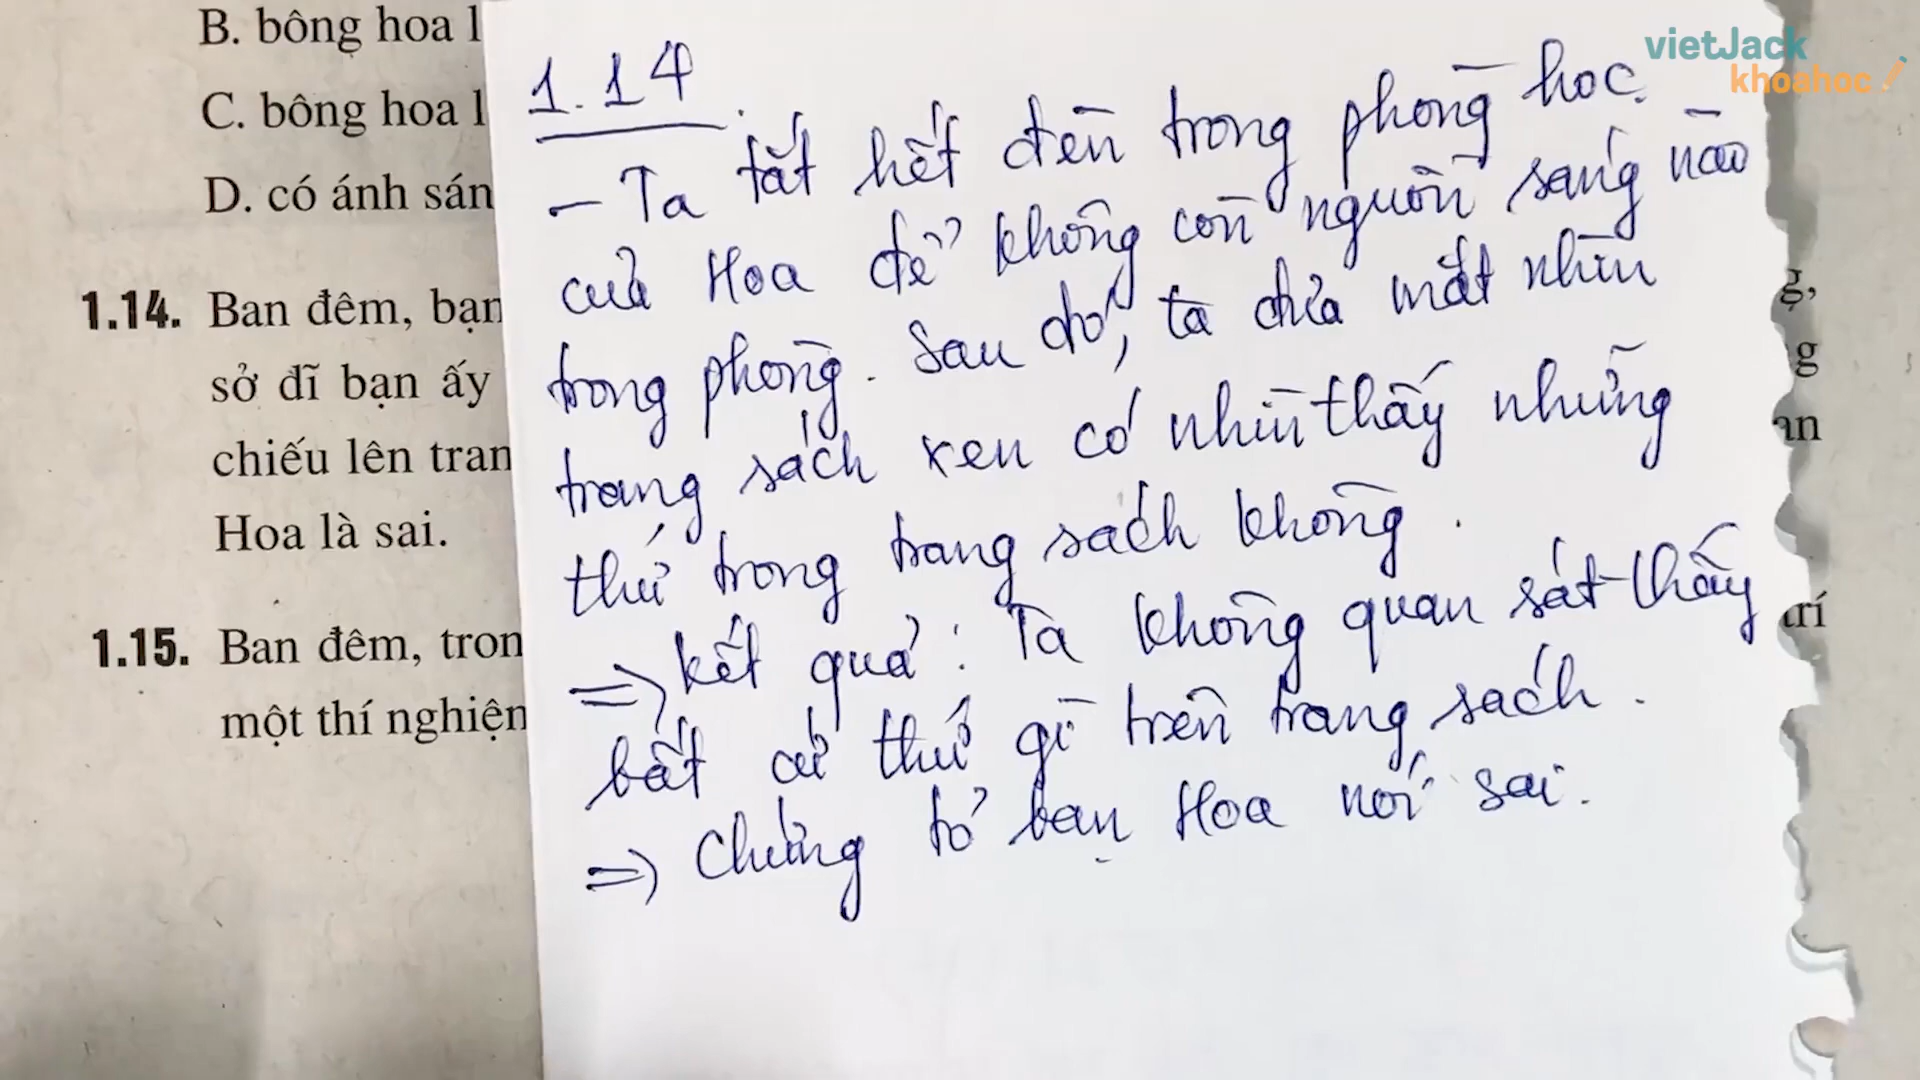 B. bông hoa l
C. bông hoa l
D. có ánh sán
1.14. Ban đêm, bạn
sở dĩ bạn ấy
chiếu lên tran
Hoa là sai.
1.15. Ban đêm, tron
một thí nghiện
g,
g
an
trí
vietJack
khoahoc
1.14
- Ta tắt hết đèn trong phòng học
của Hoa để không còn nguồn sáng nào
trong phòng. Sau đó, ta đưa mắt nhìn
trang sách xem có nhìn thấy những
thứ trong trang sách không.
=> kết quả: Ta không quan sát thấy
bất cứ thứ gì trên trang sách.
=> Chứng tỏ bạn Hoa nói sai.